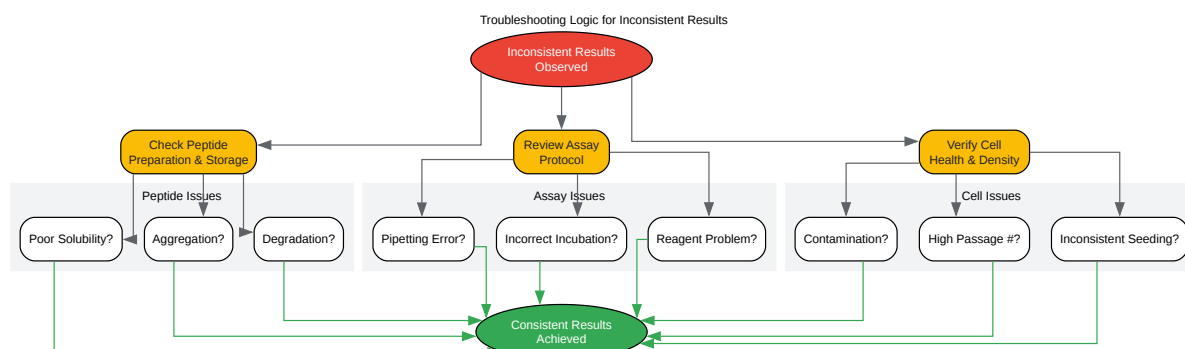 Troubleshooting Logic for Inconsistent Results
Inconsistent Results
Observed
Check Peptide
Preparation & Storage
Review Assay
Protocol
Verify Cell
Health & Density
Peptide Issues
Assay Issues
Cell Issues
Poor Solubility?
Aggregation?
Degradation?
Pipetting Error?
Incorrect Incubation?
Reagent Problem?
Contamination?
High Passage #?
Inconsistent Seeding?
Consistent Results
Achieved